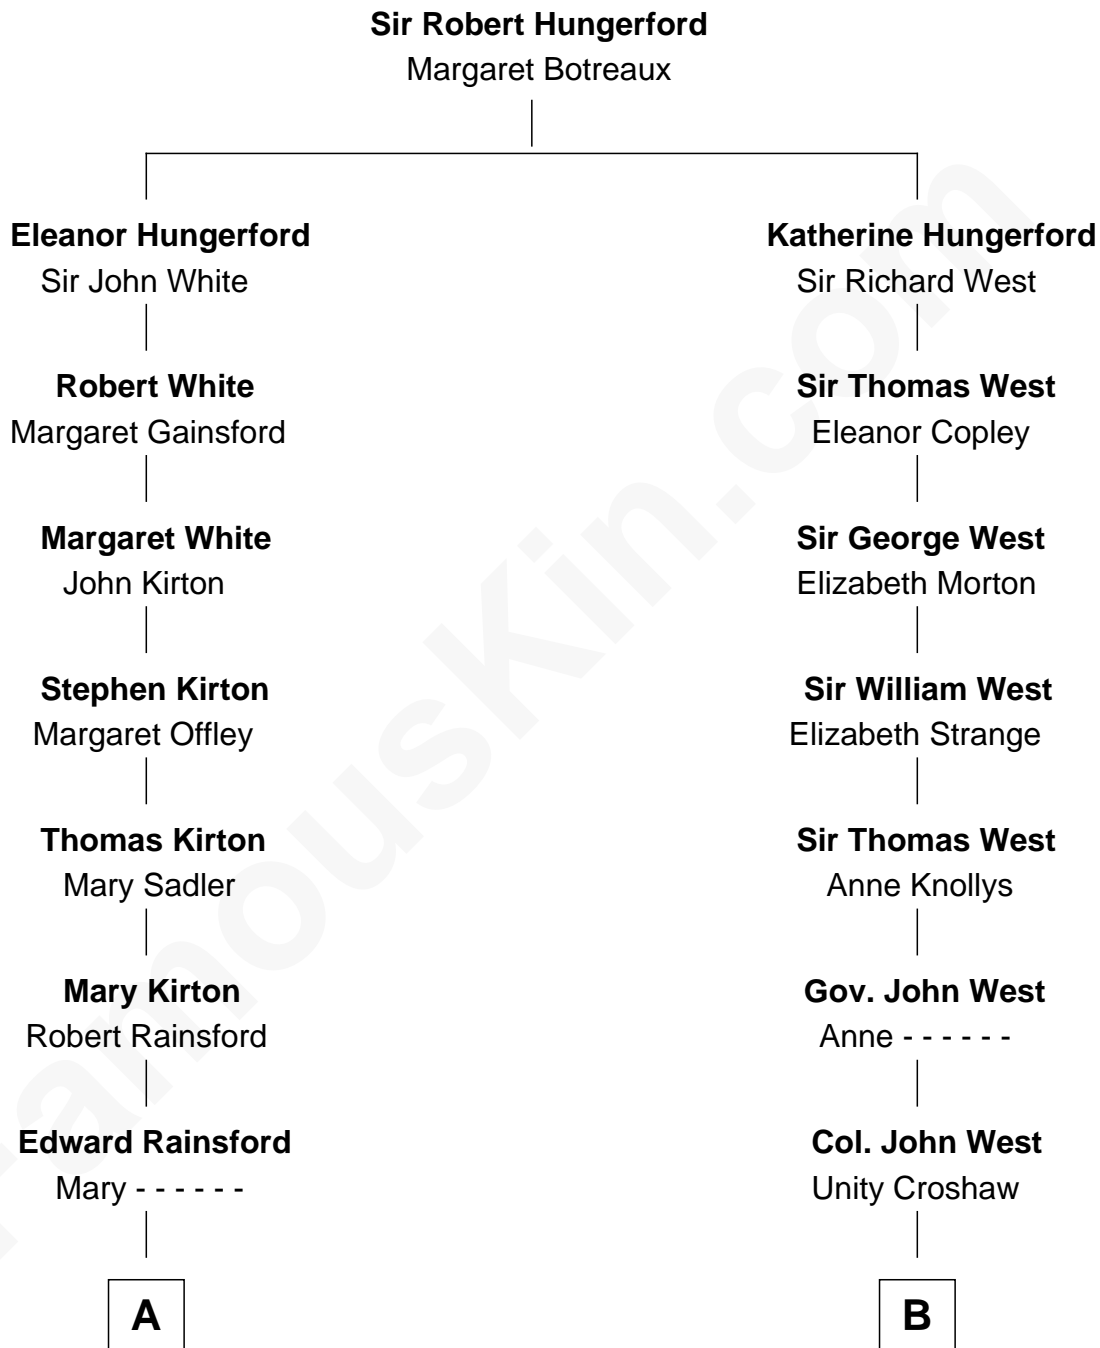 Sir Robert Hungerford
Margaret Botreaux
Eleanor Hungerford
Sir John White
Katherine Hungerford
Sir Richard West
Robert White
Margaret Gainsford
Sir Thomas West
Eleanor Copley
Margaret White
John Kirton
Sir George West
Elizabeth Morton
Stephen Kirton
Margaret Offley
Sir William West
Elizabeth Strange
Thomas Kirton
Mary Sadler
Sir Thomas West
Anne Knollys
Mary Kirton
Robert Rainsford
Gov. John West
Anne - - - - - -
Edward Rainsford
Mary - - - - - -
Col. John West
Unity Croshaw
A
B
FamousKin.com